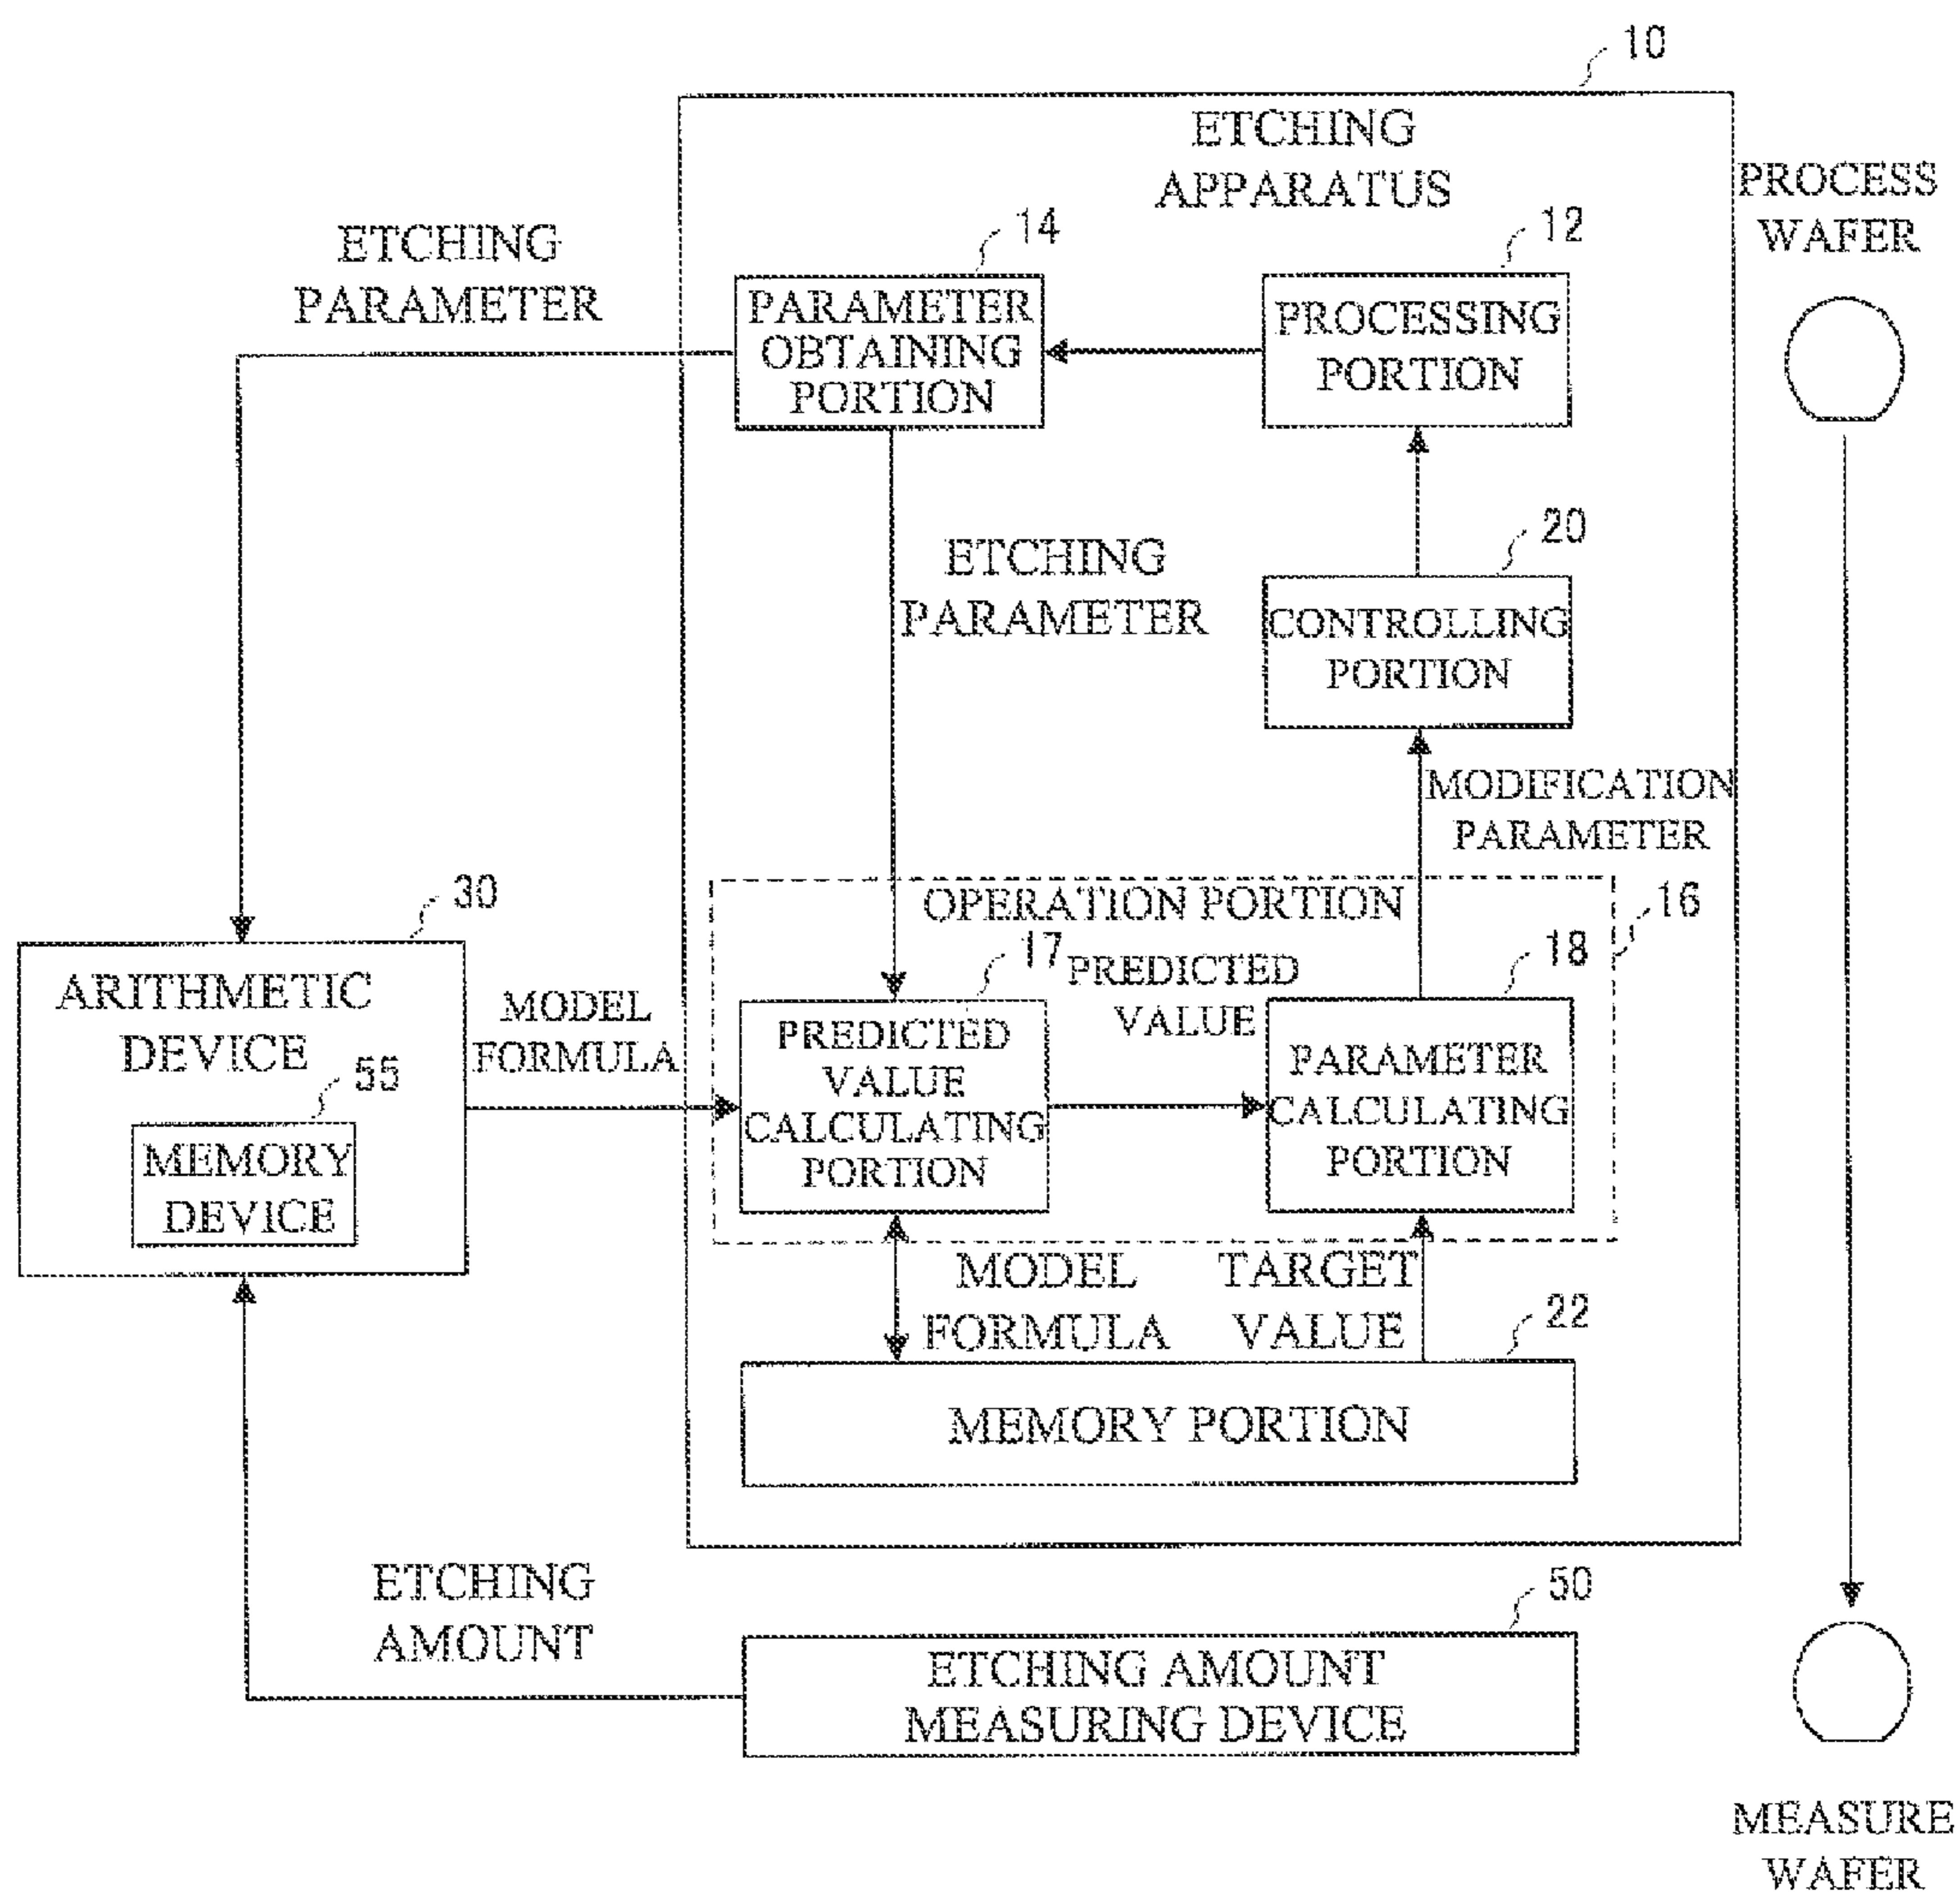 10
ETCHING
APPARATUS
PROCESS
WAFER
ETCHING
PARAMETER
14
PARAMETER
OBTAINING
PORTION
12
PROCESSING
PORTION
ETCHING
PARAMETER
20
CONTROLLING
PORTION
MODIFICATION
PARAMETER
30
ARITHMETIC
DEVICE
55
MEMORY
DEVICE
MODEL
FORMULA
OPERATION PORTION
16
17
PREDICTED
VALUE
CALCULATING
PORTION
PREDICTED
VALUE
18
PARAMETER
CALCULATING
PORTION
MODEL
FORMULA
TARGET
VALUE
22
MEMORY PORTION
ETCHING
AMOUNT
50
ETCHING AMOUNT
MEASURING DEVICE
MEASURE
WAFER